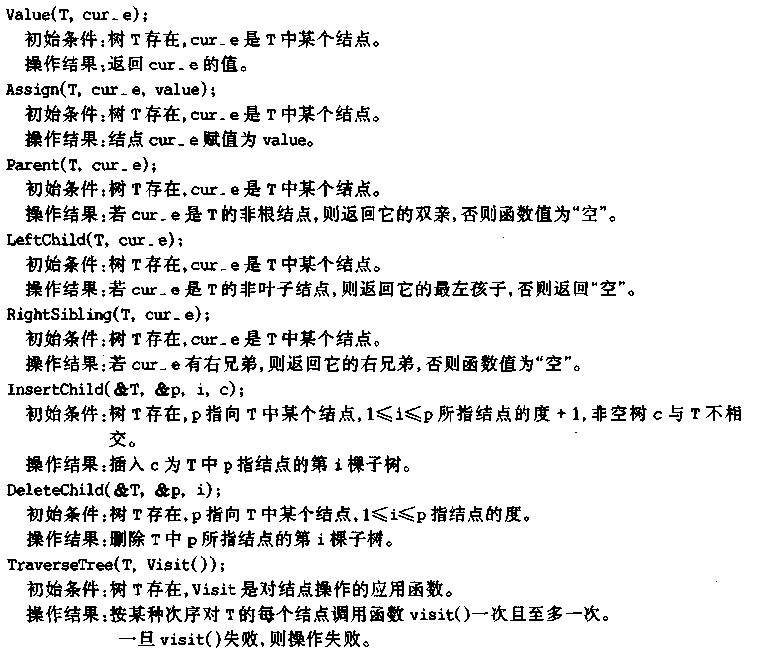 Value(T, cur_e);
初始条件:树 T 存在,cur_e 是 T 中某个结点。
操作结果:返回 cur_e 的值。
Assign(T, cur_e, value);
初始条件:树 T 存在,cur_e 是 T 中某个结点。
操作结果:结点 cur_e 赋值为 value。
Parent(T, cur_e);
初始条件:树 T 存在,cur_e 是 T 中某个结点。
操作结果:若 cur_e 是 T 的非根结点,则返回它的双亲,否则函数值为“空”。
LeftChild(T, cur_e);
初始条件:树 T 存在,cur_e 是 T 中某个结点。
操作结果:若 cur_e 是 T 的非叶子结点,则返回它的最左孩子,否则返回“空”。
RightSibling(T, cur_e);
初始条件:树 T 存在,cur_e 是 T 中某个结点。
操作结果:若 cur_e 有右兄弟,则返回它的右兄弟,否则函数值为“空”。
InsertChild(&T, &p, i, c);
初始条件:树 T 存在,p 指向 T 中某个结点,1≤i≤p 所指结点的度 + 1,非空树 c 与 T 不相
交。
操作结果:插入 c 为 T 中 p 指结点的第 i 棵子树。
DeleteChild(&T, &p, i);
初始条件:树 T 存在,p 指向 T 中某个结点,1≤i≤p 指结点的度。
操作结果:删除 T 中 p 所指结点的第 i 棵子树。
TraverseTree(T, Visit());
初始条件:树 T 存在,Visit 是对结点操作的应用函数。
操作结果:按某种次序对 T 的每个结点调用函数 visit()一次且至多一次。
一旦 visit()失败,则操作失败。